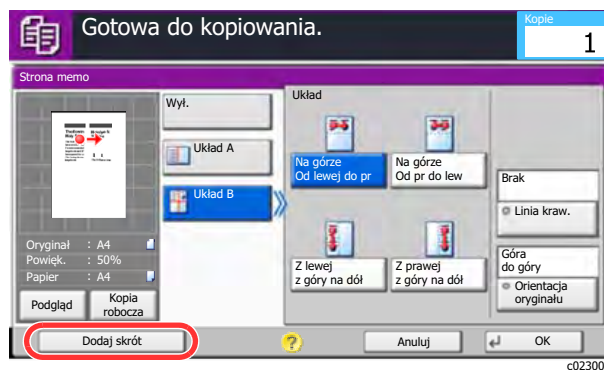 Gotowa do kopiowania.
Kopie
1
Strona memo
Wył.
Układ A
Układ B
Układ
Na górze
Od lewej do pr
Na górze
Od pr do lew
Z lewej
z góry na dół
Z prawej
z góry na dół
Brak
Linia kraw.
Góra
do góry
Orientacja
oryginału
Oryginał : A4
Powięk. : 50%
Papier : A4
Podgląd
Kopia
robocza
Dodaj skrót
?
Anuluj
OK
c02300